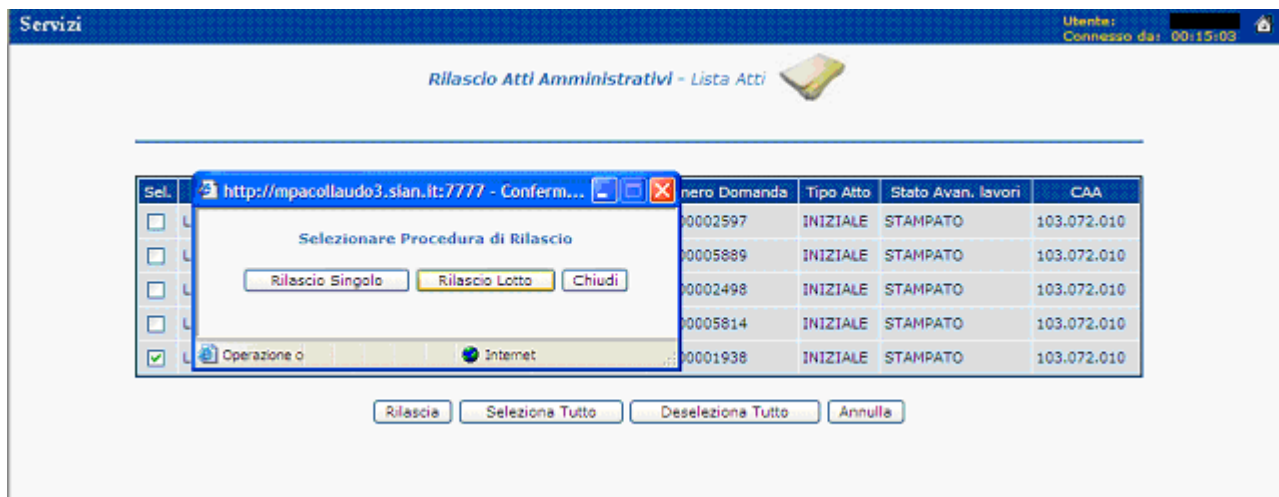 Servizi
Utente:
Connesso da: 00:15:03
Rilascio Atti Amministrativi - Lista Atti
http://mpacollaudo3.sian.it:7777 - Conferm...
Sel. nero Domanda Tipo Atto Stato Avan. lavori CAA
00002597 INIZIALE STAMPATO 103.072.010
Selezionare Procedura di Rilascio
00005889 INIZIALE STAMPATO 103.072.010
Rilascio Singolo Rilascio Lotto Chiudi
00002498 INIZIALE STAMPATO 103.072.010
00005814 INIZIALE STAMPATO 103.072.010
Operazione o Internet
00001938 INIZIALE STAMPATO 103.072.010
Rilascia Seleziona Tutto Deseleziona Tutto Annulla